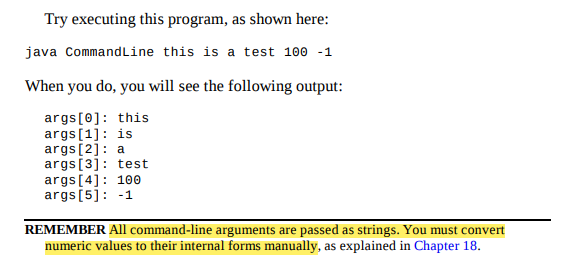 Try executing this program, as shown here:
java CommandLine this is a test 100 -1
When you do, you will see the following output:
args[0]: this
args[1]: is
args[2]: a
args[3]: test
args[4]: 100
args[5]: -1
REMEMBER All command-line arguments are passed as strings. You must convert
numeric values to their internal forms manually, as explained in Chapter 18.